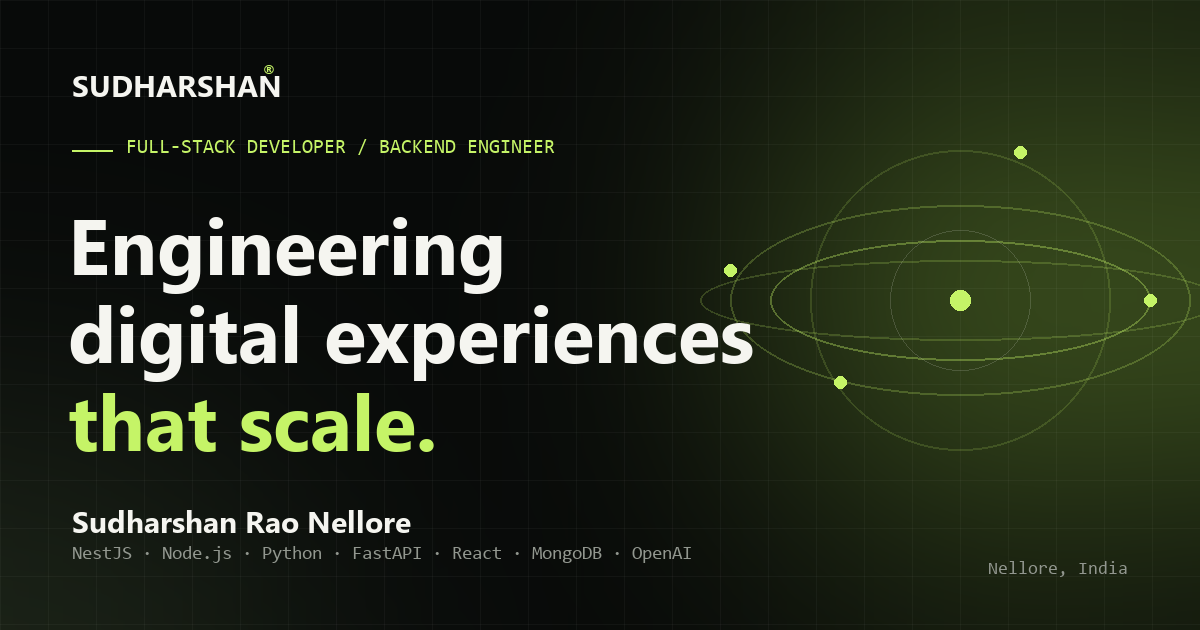 SUDHARSHAN®
FULL-STACK DEVELOPER / BACKEND ENGINEER
Engineering
digital experiences
that scale.
Sudharshan Rao Nellore
NestJS · Node.js · Python · FastAPI · React · MongoDB · OpenAI
Nellore, India